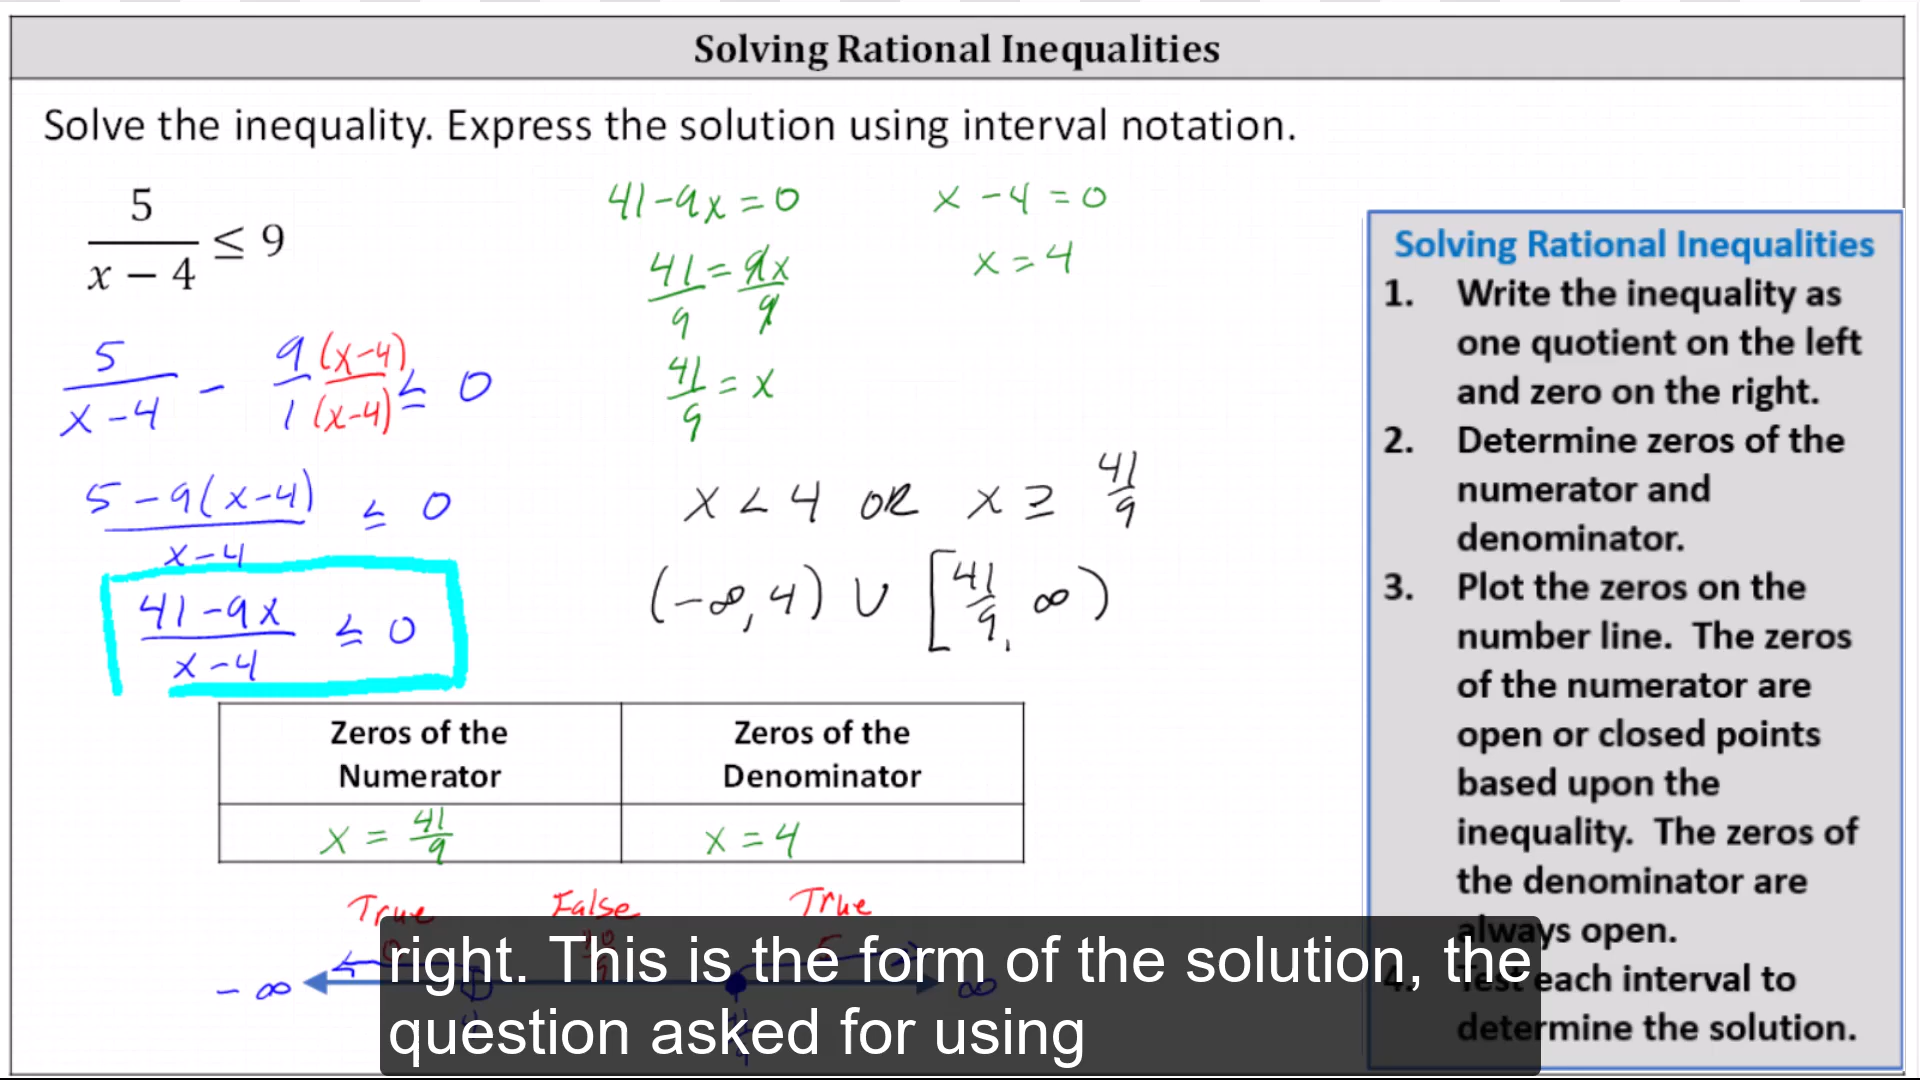 Solving Rational Inequalities
Solve the inequality. Express the solution using interval notation.
5/(x − 4) ≤ 9
5/(x-4) - 9/1 (x-4)/(x-4) ≤ 0
(5-9(x-4))/(x-4) ≤ 0
(41-9x)/(x-4) ≤ 0
41-9x=0
41/9 = 9x/9
41/9 = x
x-4=0
x=4
x < 4 OR x ≥ 41/9
(-∞, 4) ∪ [41/9, ∞)
Zeros of the Numerator
Zeros of the Denominator
x = 41/9
x = 4
True False True
-∞ ∞
Solving Rational Inequalities
1. Write the inequality as
one quotient on the left
and zero on the right.
2. Determine zeros of the
numerator and
denominator.
3. Plot the zeros on the
number line. The zeros
of the numerator are
open or closed points
based upon the
inequality. The zeros of
the denominator are
always open.
4. Test each interval to
determine the solution.
right. This is the form of the solution, the
question asked for using